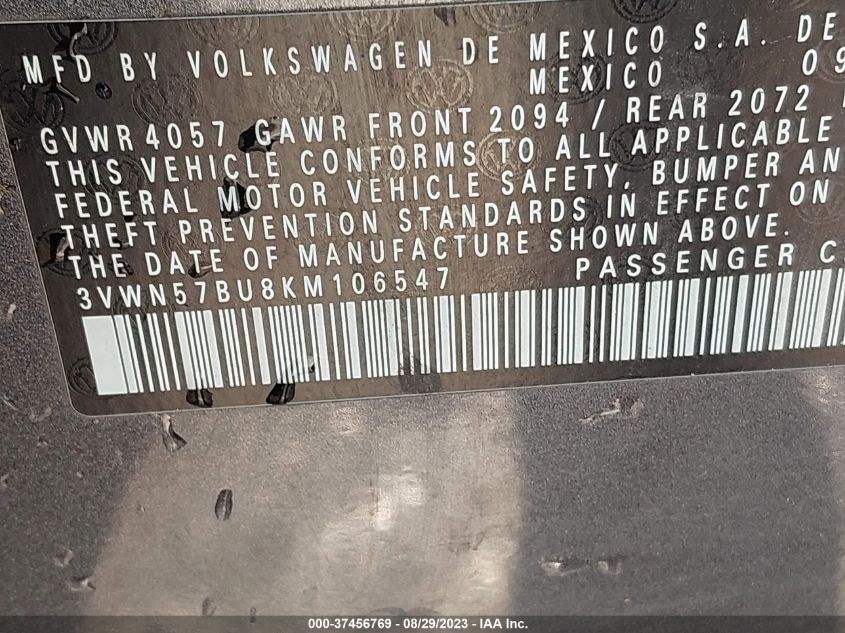 MFD BY VOLKSWAGEN DE MEXICO S.A. DE
MEXICO 09
GVWR 4057 GAWR FRONT 2094 / REAR 2072
THIS VEHICLE CONFORMS TO ALL APPLICABLE
FEDERAL MOTOR VEHICLE SAFETY, BUMPER AN
THEFT PREVENTION STANDARDS IN EFFECT ON
THE DATE OF MANUFACTURE SHOWN ABOVE.
3VWN57BU8KM106547 PASSENGER C
000-37456769 - 08/29/2023 - IAA Inc.